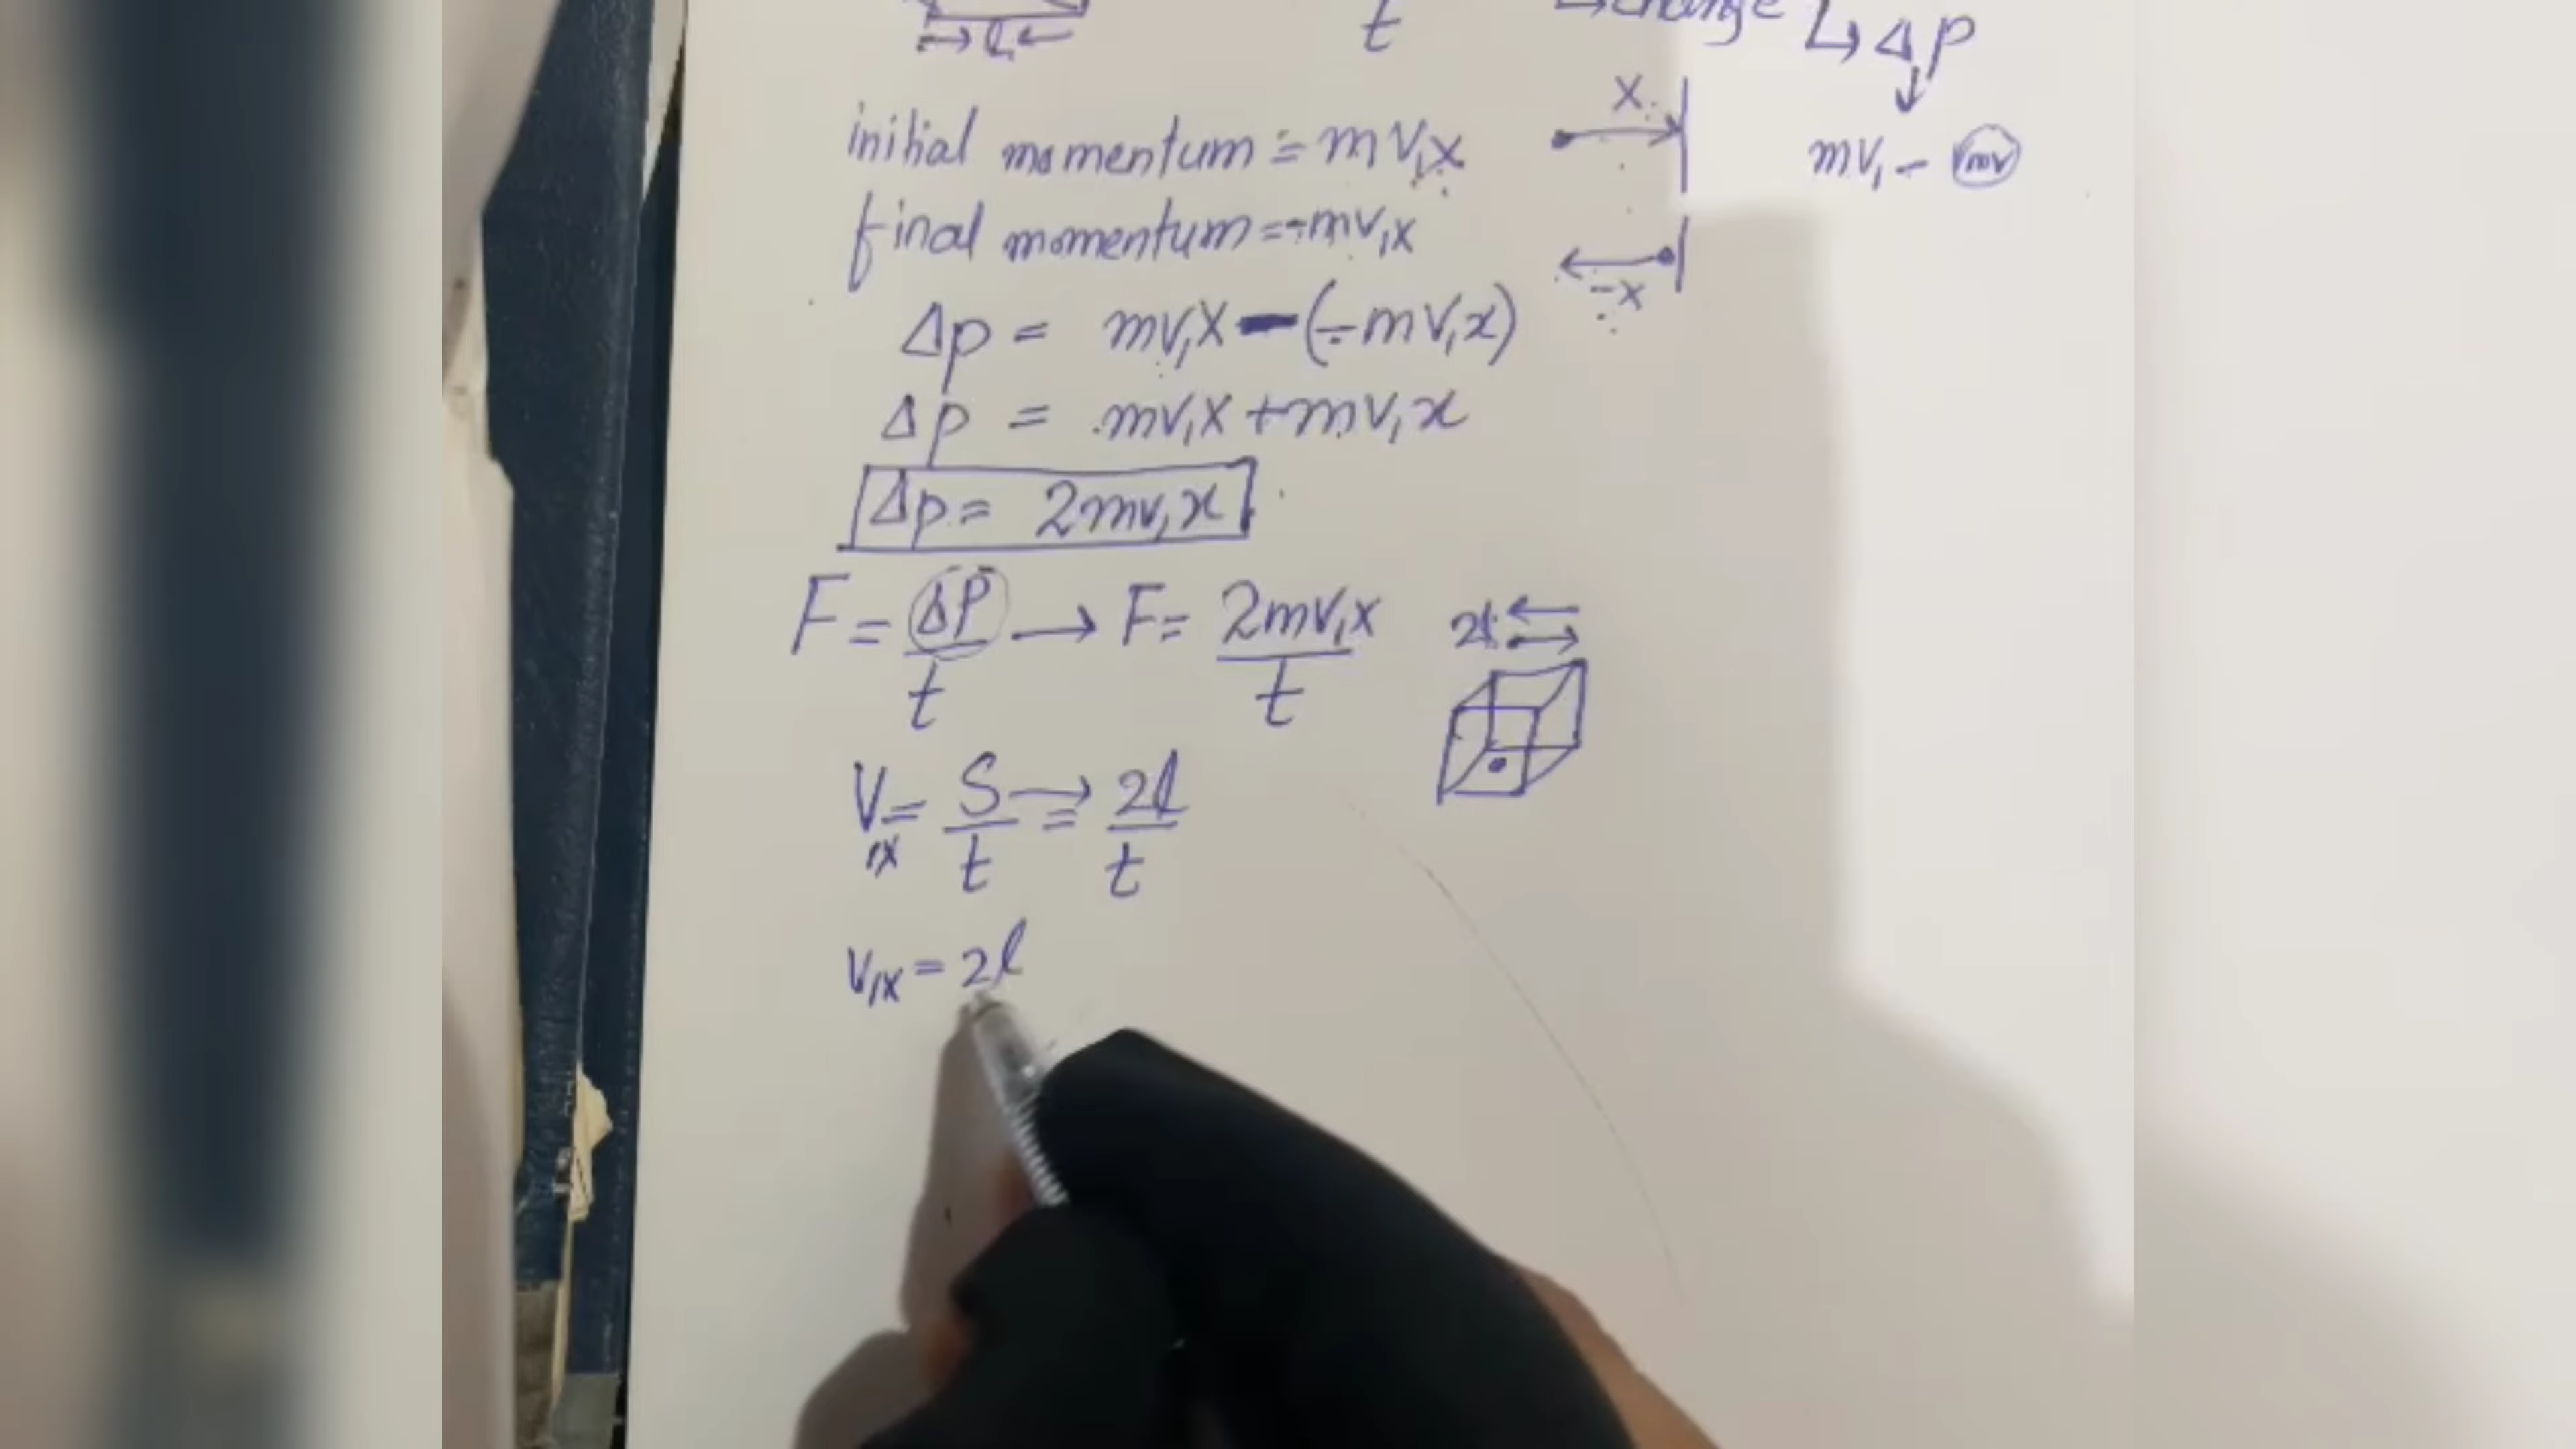 → l ←
t
→ change
↳ Δp
↓
x
initial momentum = mv₁x
mv₁ - mv
final momentum = -mv₁x
-x
Δp = mv₁x - (-mv₁x)
Δp = mv₁x + mv₁x
Δp = 2mv₁x
F = ΔP/t → F = 2mv₁x/t
2l
V₁x = S/t → = 2l/t
V₁x = 2l